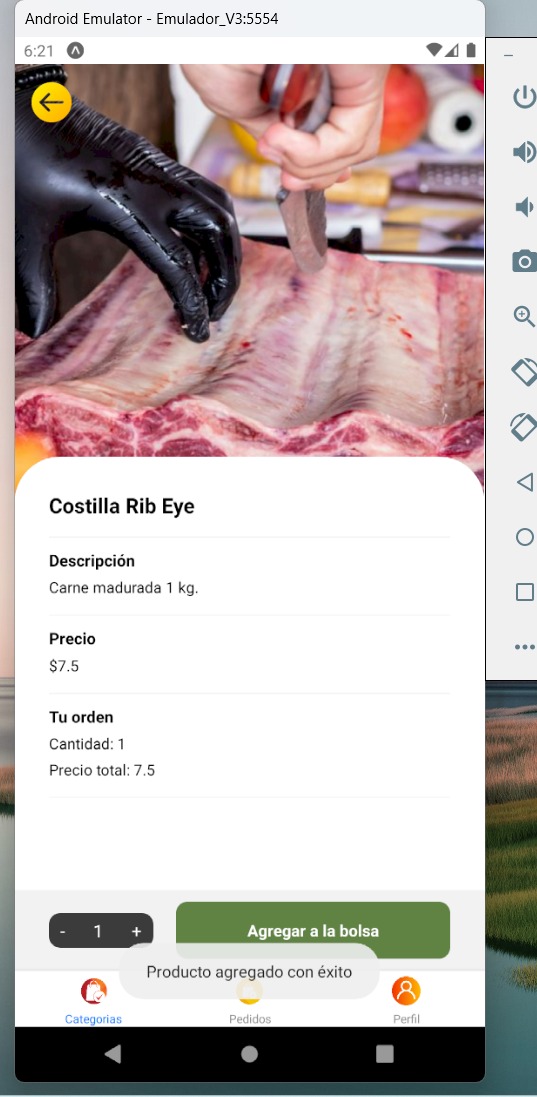 Android Emulator - Emulador_V3:5554
6:21
Costilla Rib Eye
Descripción
Carne madurada 1 kg.
Precio
$7.5
Tu orden
Cantidad: 1
Precio total: 7.5
- 1 +
Agregar a la bolsa
Producto agregado con éxito
Categorias
Pedidos
Perfil